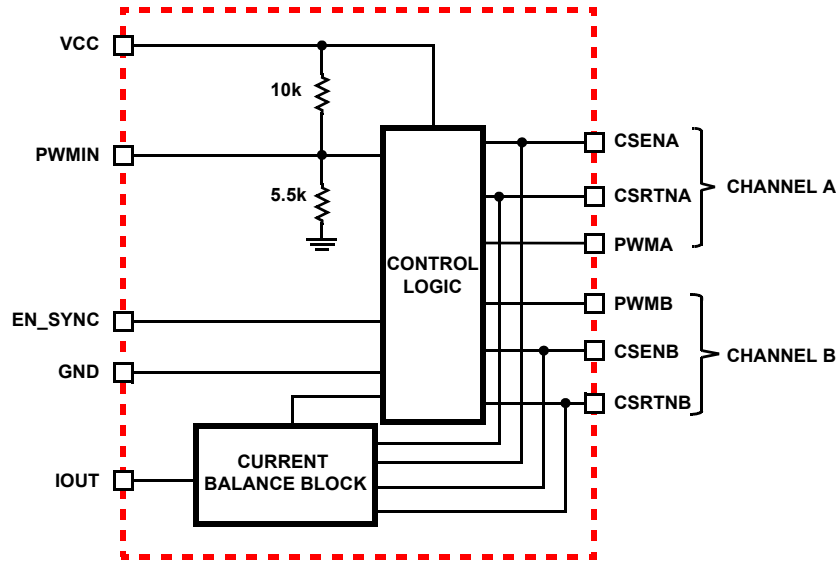 VCC
10k
PWMIN
5.5k
EN_SYNC
GND
IOUT
CONTROL
LOGIC
CURRENT
BALANCE BLOCK
CSENA
CSRTNA
PWMA
CHANNEL A
PWMB
CSENB
CSRTNB
CHANNEL B